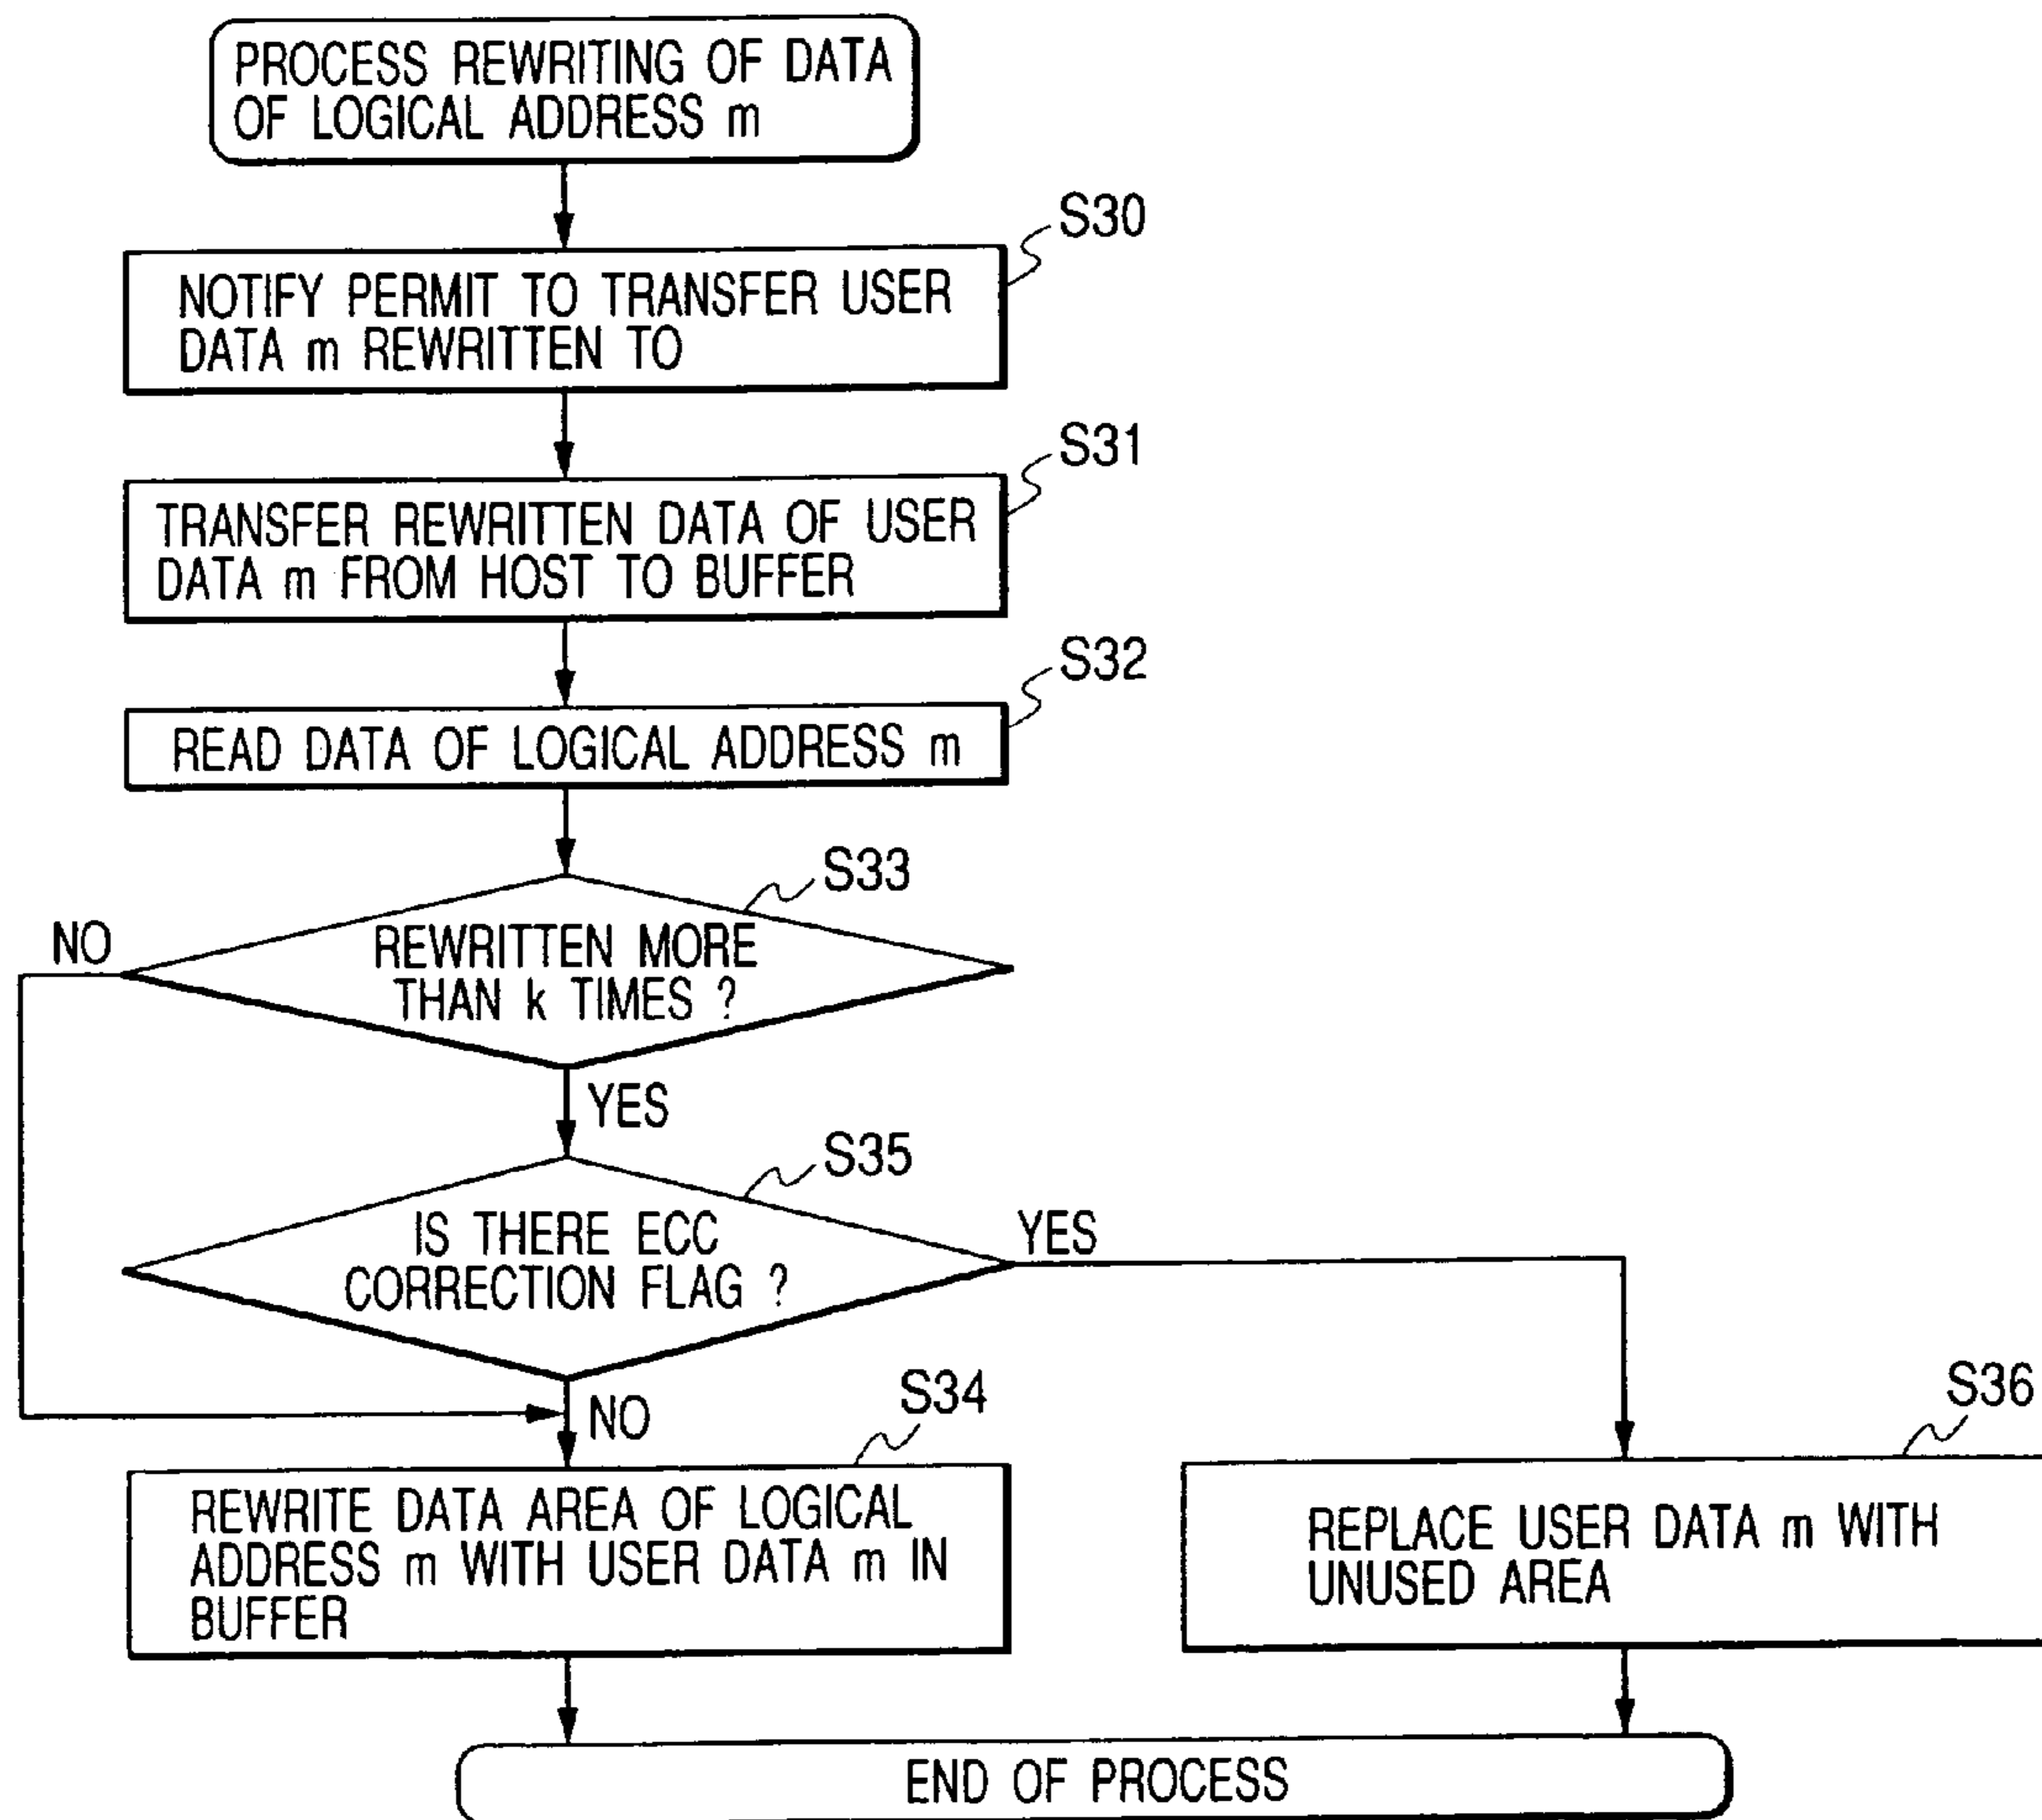 PROCESS REWRITING OF DATA
OF LOGICAL ADDRESS m
S30
NOTIFY PERMIT TO TRANSFER USER
DATA m REWRITTEN TO
S31
TRANSFER REWRITTEN DATA OF USER
DATA m FROM HOST TO BUFFER
S32
READ DATA OF LOGICAL ADDRESS m
S33
NO
REWRITTEN MORE
THAN k TIMES ?
YES
S35
IS THERE ECC
CORRECTION FLAG ?
YES
NO
S34
REWRITE DATA AREA OF LOGICAL
ADDRESS m WITH USER DATA m IN
BUFFER
S36
REPLACE USER DATA m WITH
UNUSED AREA
END OF PROCESS